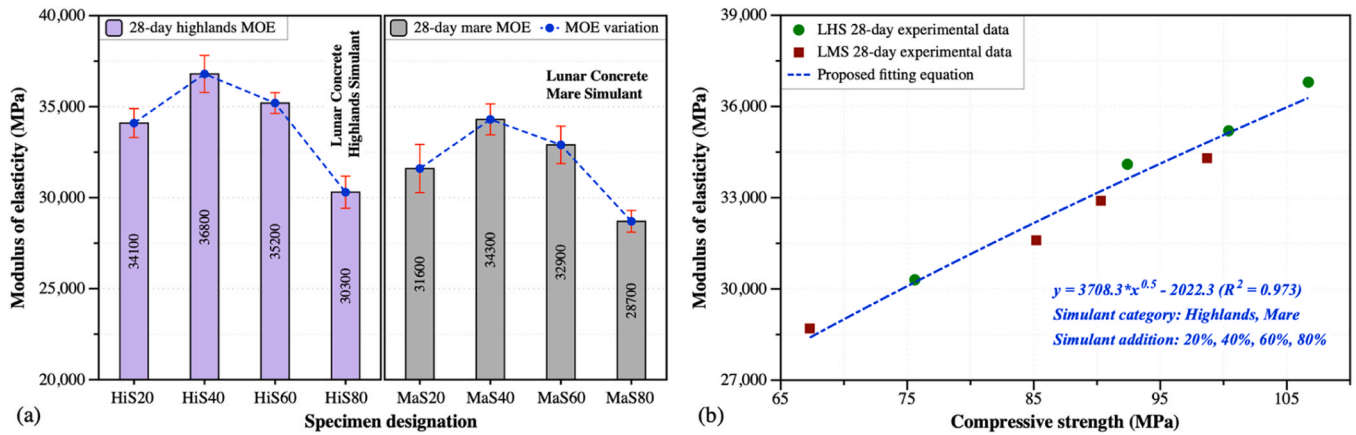 40,000
35,000
30,000
25,000
20,000
Modulus of elasticity (MPa)
28-day highlands MOE
Lunar Concrete
Highlands Simulant
34100
36800
35200
30300
HiS20 HiS40 HiS60 HiS80
28-day mare MOE MOE variation
Lunar Concrete
Mare Simulant
31600
34300
32900
28700
MaS20 MaS40 MaS60 MaS80
Specimen designation
(a)
39,000
36,000
33,000
30,000
27,000
Modulus of elasticity (MPa)
LHS 28-day experimental data
LMS 28-day experimental data
Proposed fitting equation
y = 3708.3*x^0.5 - 2022.3 (R^2 = 0.973)
Simulant category: Highlands, Mare
Simulant addition: 20%, 40%, 60%, 80%
65 75 85 95 105
Compressive strength (MPa)
(b)